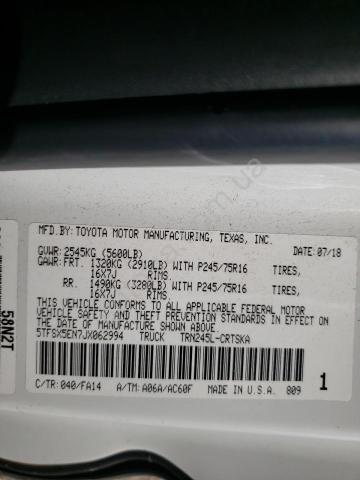 MFD.BY: TOYOTA MOTOR MANUFACTURING, TEXAS, INC.
DATE: 07/18
GVWR: 2545KG (5600LB)
GAWR: FRT. 1320KG (2910LB) WITH P245/75R16 TIRES,
16X7J RIMS.
RR. 1490KG (3280LB) WITH P245/75R16 TIRES,
16X7J RIMS.
THIS VEHICLE CONFORMS TO ALL APPLICABLE FEDERAL MOTOR
VEHICLE SAFETY AND THEFT PREVENTION STANDARDS IN EFFECT ON
THE DATE OF MANUFACTURE SHOWN ABOVE.
5TFSX5EN7JX062994 TRUCK TRN245L-CRTSKA
C/TR: 040/FA14 A/TM: A06A/AC60F MADE IN U.S.A. 809
1
58N2T